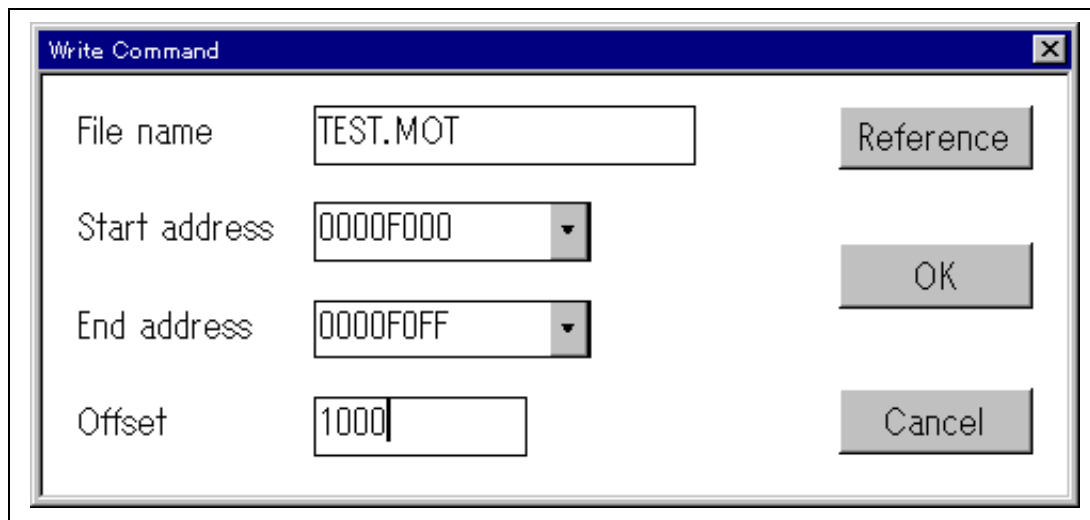 Write Command
File name TEST.MOT Reference
Start address 0000F000
OK
End address 0000F0FF
Offset 1000 Cancel